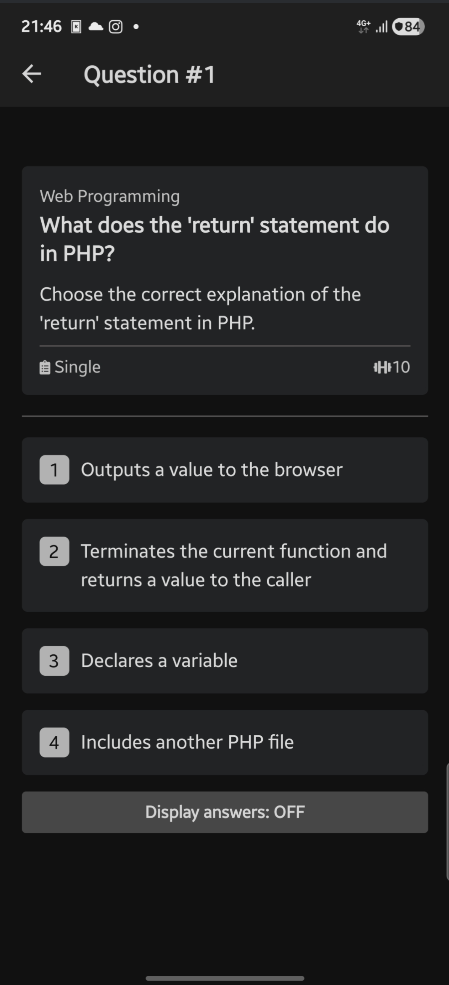 21:46
4G+ 84
Question #1
Web Programming
What does the 'return' statement do
in PHP?
Choose the correct explanation of the
'return' statement in PHP.
Single 10
1 Outputs a value to the browser
2 Terminates the current function and
returns a value to the caller
3 Declares a variable
4 Includes another PHP file
Display answers: OFF